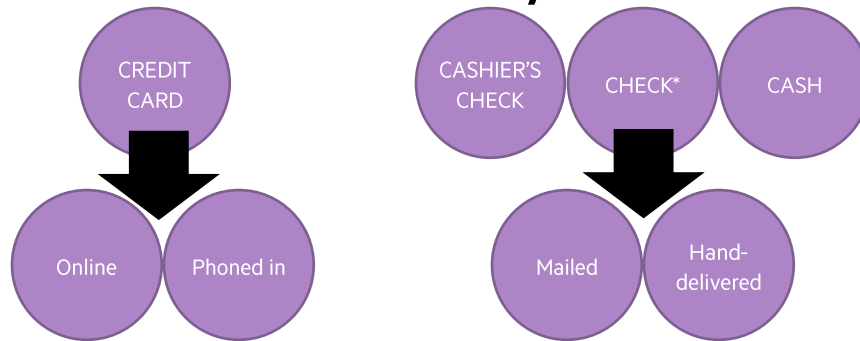 CREDIT
CARD
CASHIER'S
CHECK
CHECK*
CASH
Online
Phoned in
Mailed
Hand-
delivered